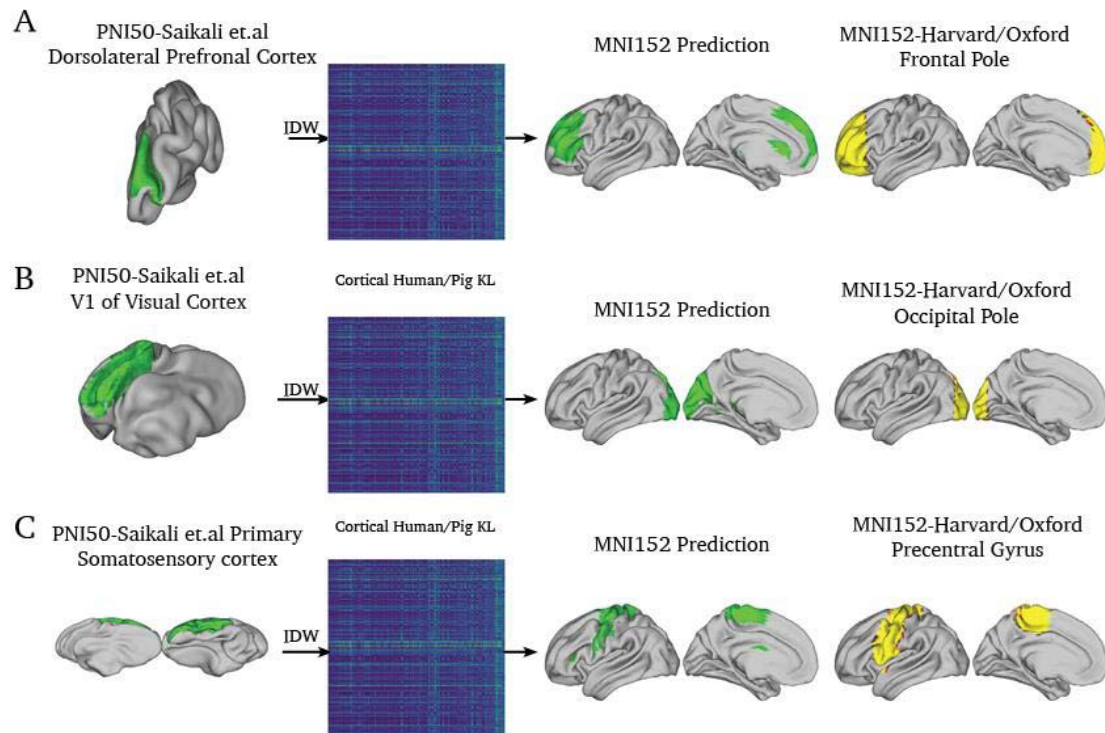 A
PNI50-Saikali et.al
Dorsolateral Prefronal Cortex
IDW
MNI152 Prediction
MNI152-Harvard/Oxford
Frontal Pole
B
PNI50-Saikali et.al
V1 of Visual Cortex
IDW
Cortical Human/Pig KL
MNI152 Prediction
MNI152-Harvard/Oxford
Occipital Pole
C
PNI50-Saikali et.al Primary
Somatosensory cortex
IDW
Cortical Human/Pig KL
MNI152 Prediction
MNI152-Harvard/Oxford
Precentral Gyrus